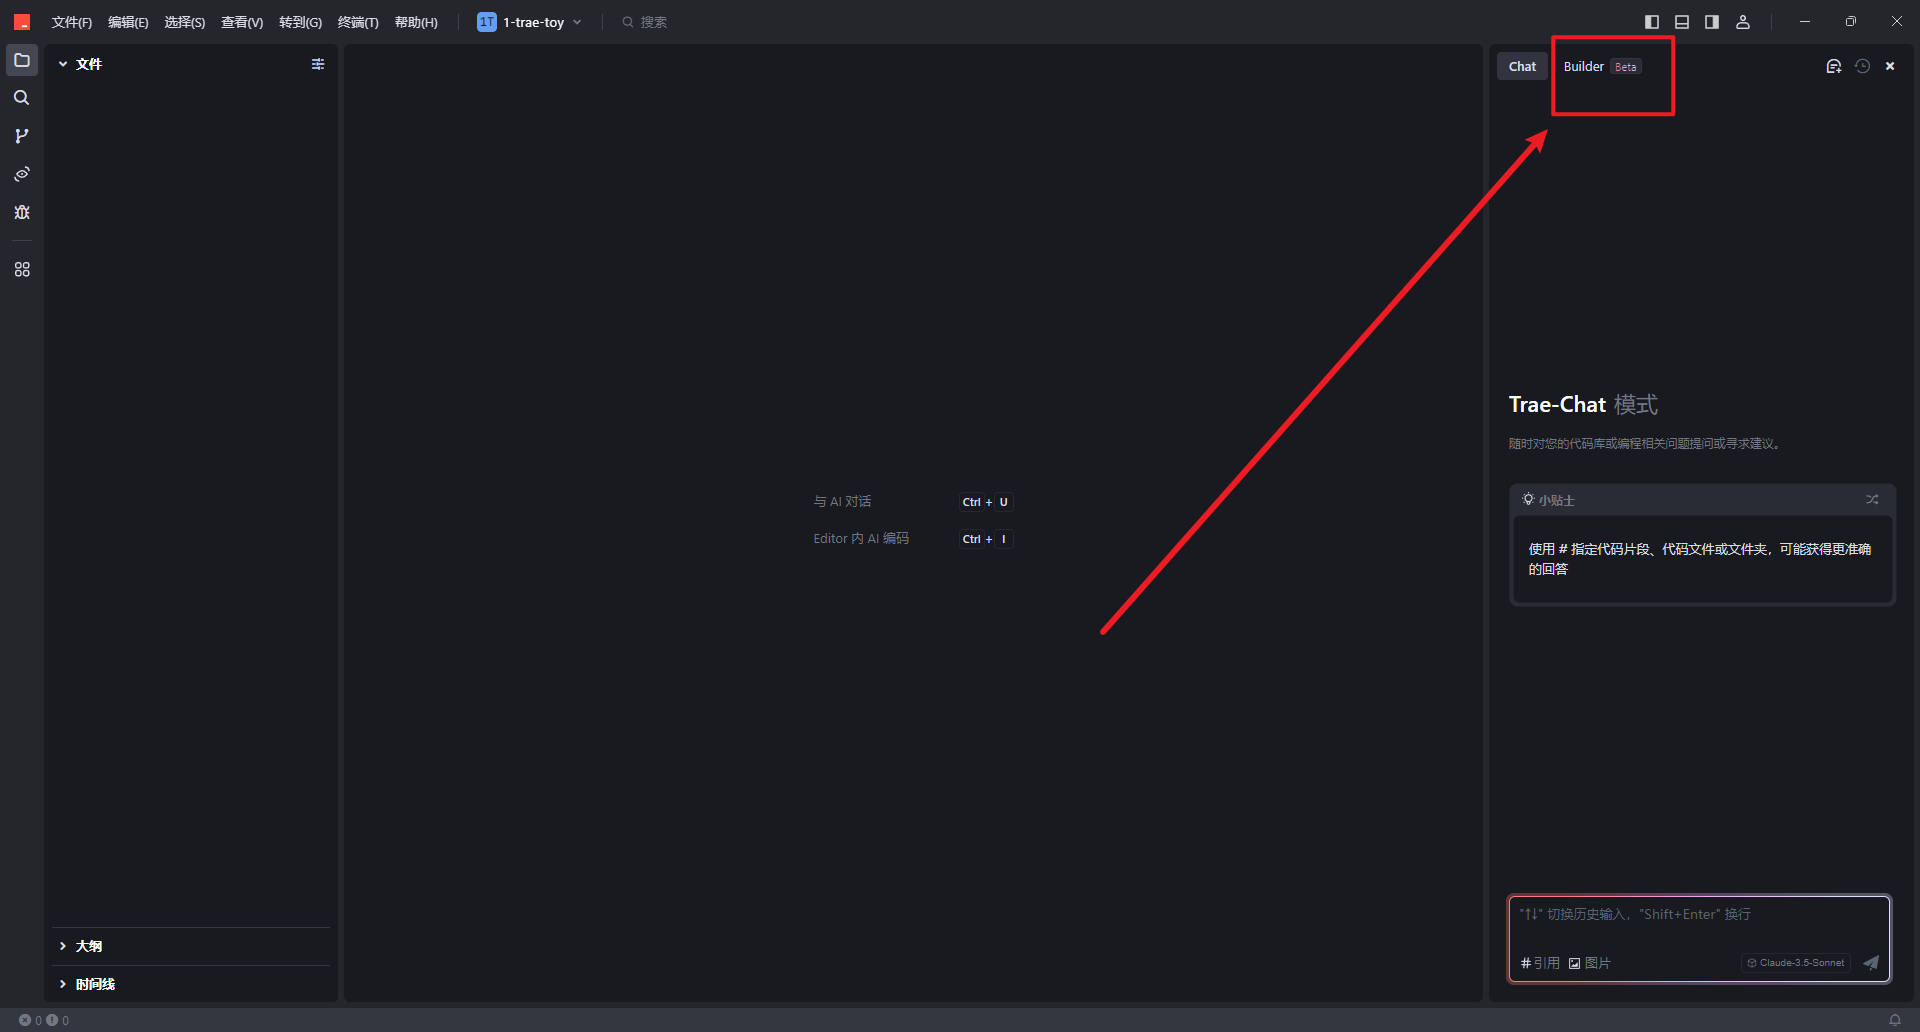 文件(F) 编辑(E) 选择(S) 查看(V) 转到(G) 终端(T) 帮助(H) 1T 1-trae-toy 搜索
文件
Chat Builder Beta
Trae-Chat 模式
随时对您的代码库或编程相关问题提问或寻求建议。
小贴士
使用 # 指定代码片段、代码文件或文件夹，可能获得更准确
的回答
与 AI 对话 Ctrl + U
Editor 内 AI 编码 Ctrl + I
"↑↓" 切换历史输入，"Shift+Enter" 换行
引用 图片 Claude-3.5-Sonnet
大纲
时间线
0 0